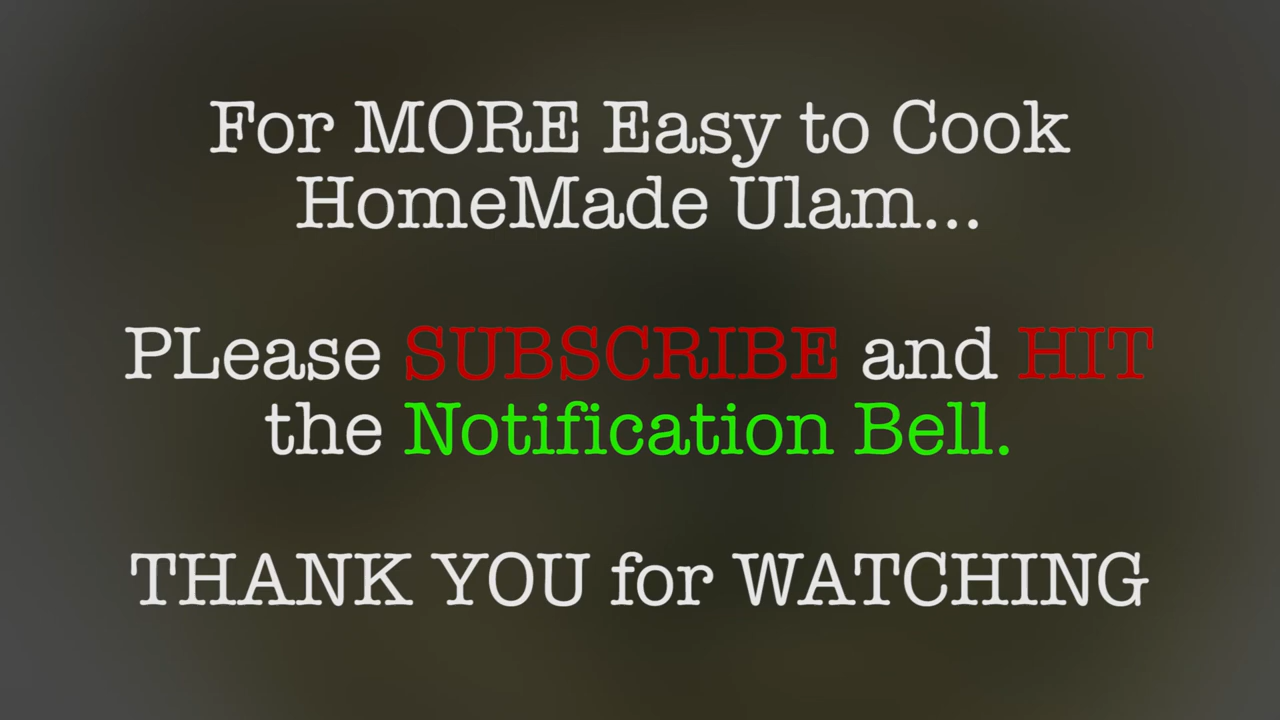 For MORE Easy to Cook
HomeMade Ulam...
PLease SUBSCRIBE and HIT
the Notification Bell.
THANK YOU for WATCHING